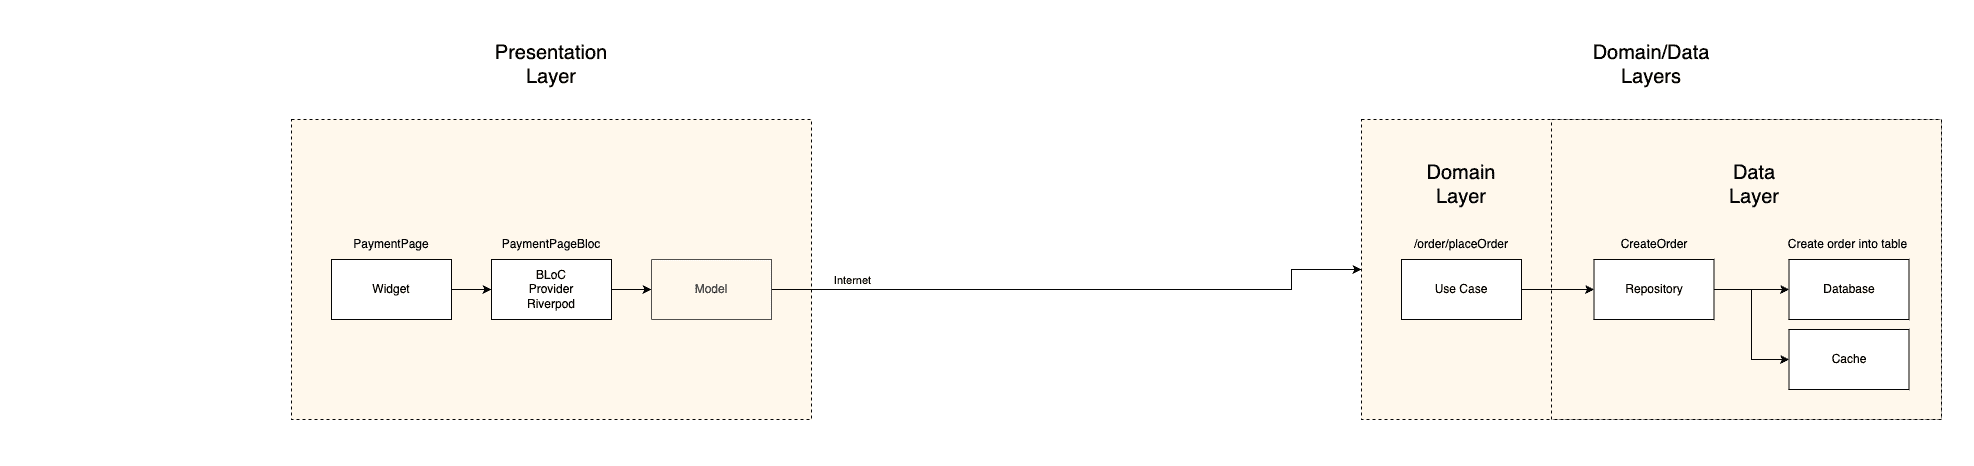 Presentation
Layer
Domain/Data
Layers
Domain
Layer
Data
Layer
PaymentPage
PaymentPageBloc
/order/placeOrder
CreateOrder
Create order into table
Widget
BLoC
Provider
Riverpod
Model
Internet
Use Case
Repository
Database
Cache